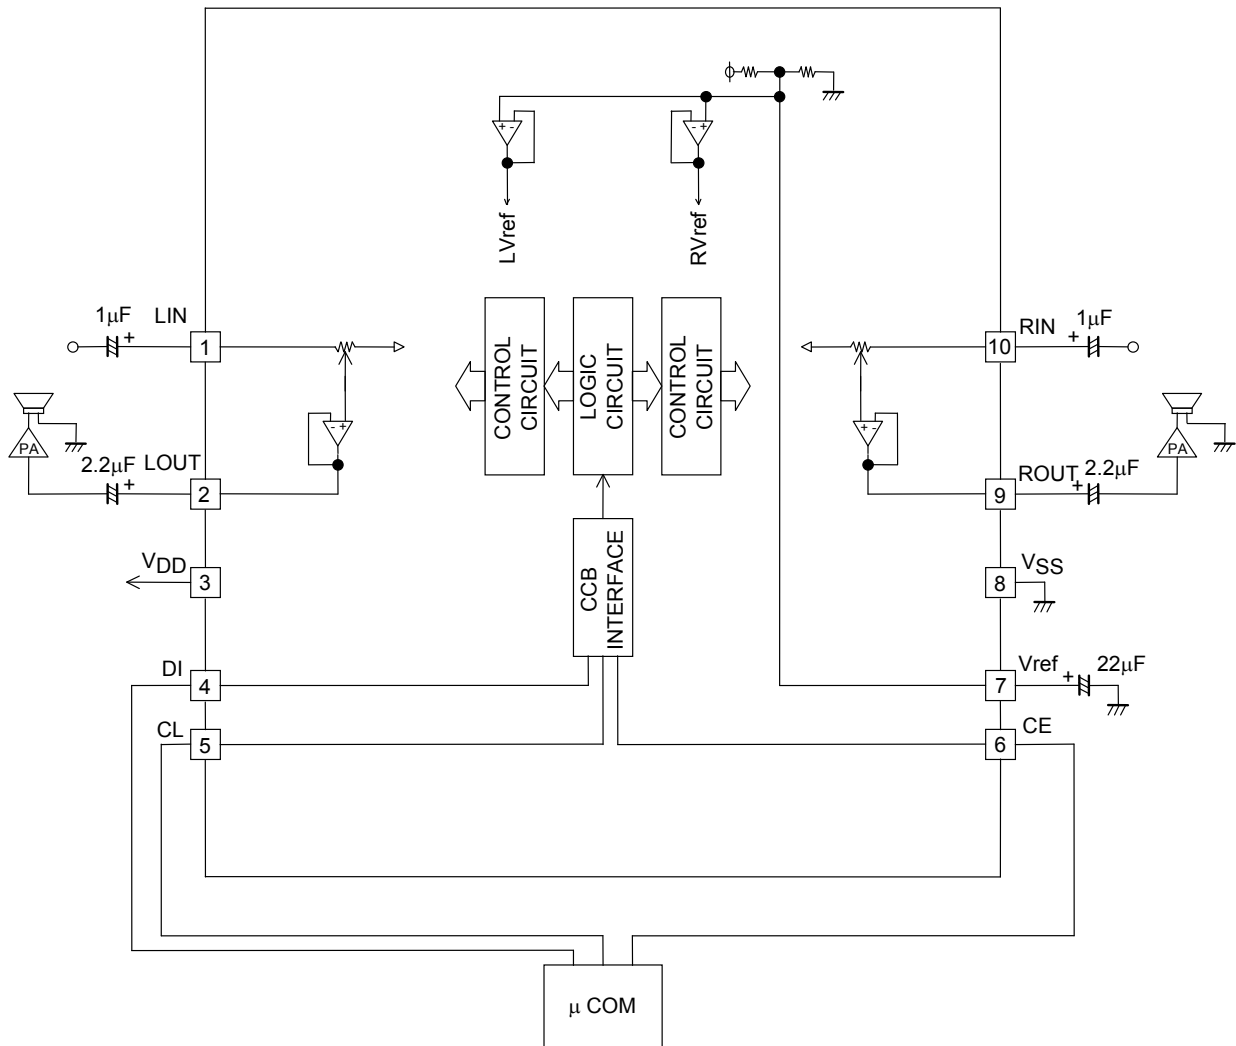 + -
- +
LVref
RVref
1μF
+
LIN
1
CONTROL
CIRCUIT
LOGIC
CIRCUIT
CONTROL
CIRCUIT
10
RIN
+
1μF
PA
- +
+ -
PA
2.2μF
+
LOUT
2
9
ROUT
+
2.2μF
VDD
3
CCB
INTERFACE
8
VSS
DI
4
7
Vref
+
22μF
CL
5
6
CE
μ COM